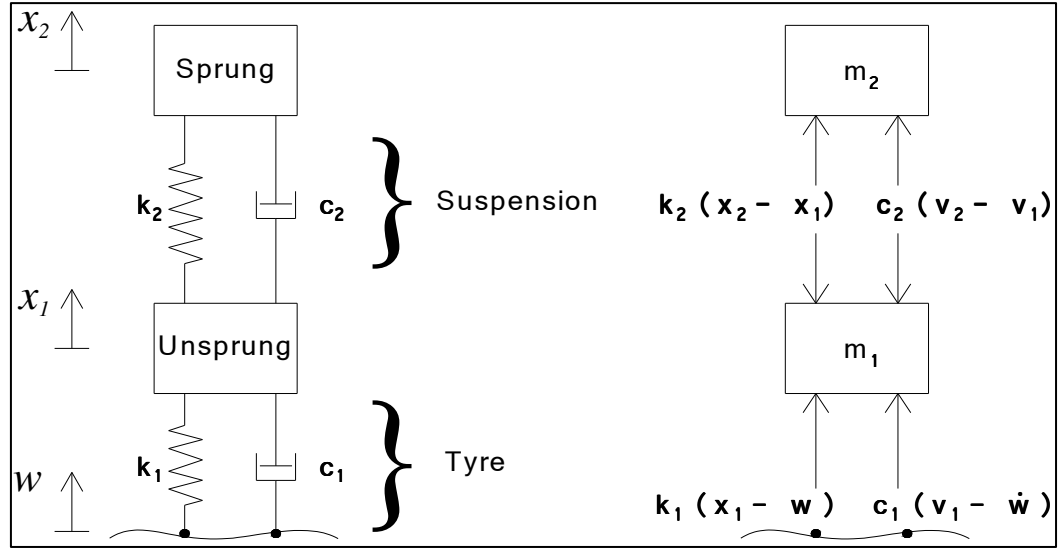 x₂
Sprung
m₂
k₂
c₂
Suspension
k₂ (x₂ - x₁)
c₂ (v₂ - v₁)
x₁
Unsprung
m₁
k₁
c₁
Tyre
w
k₁ (x₁ - w)
c₁ (v₁ - ẇ)